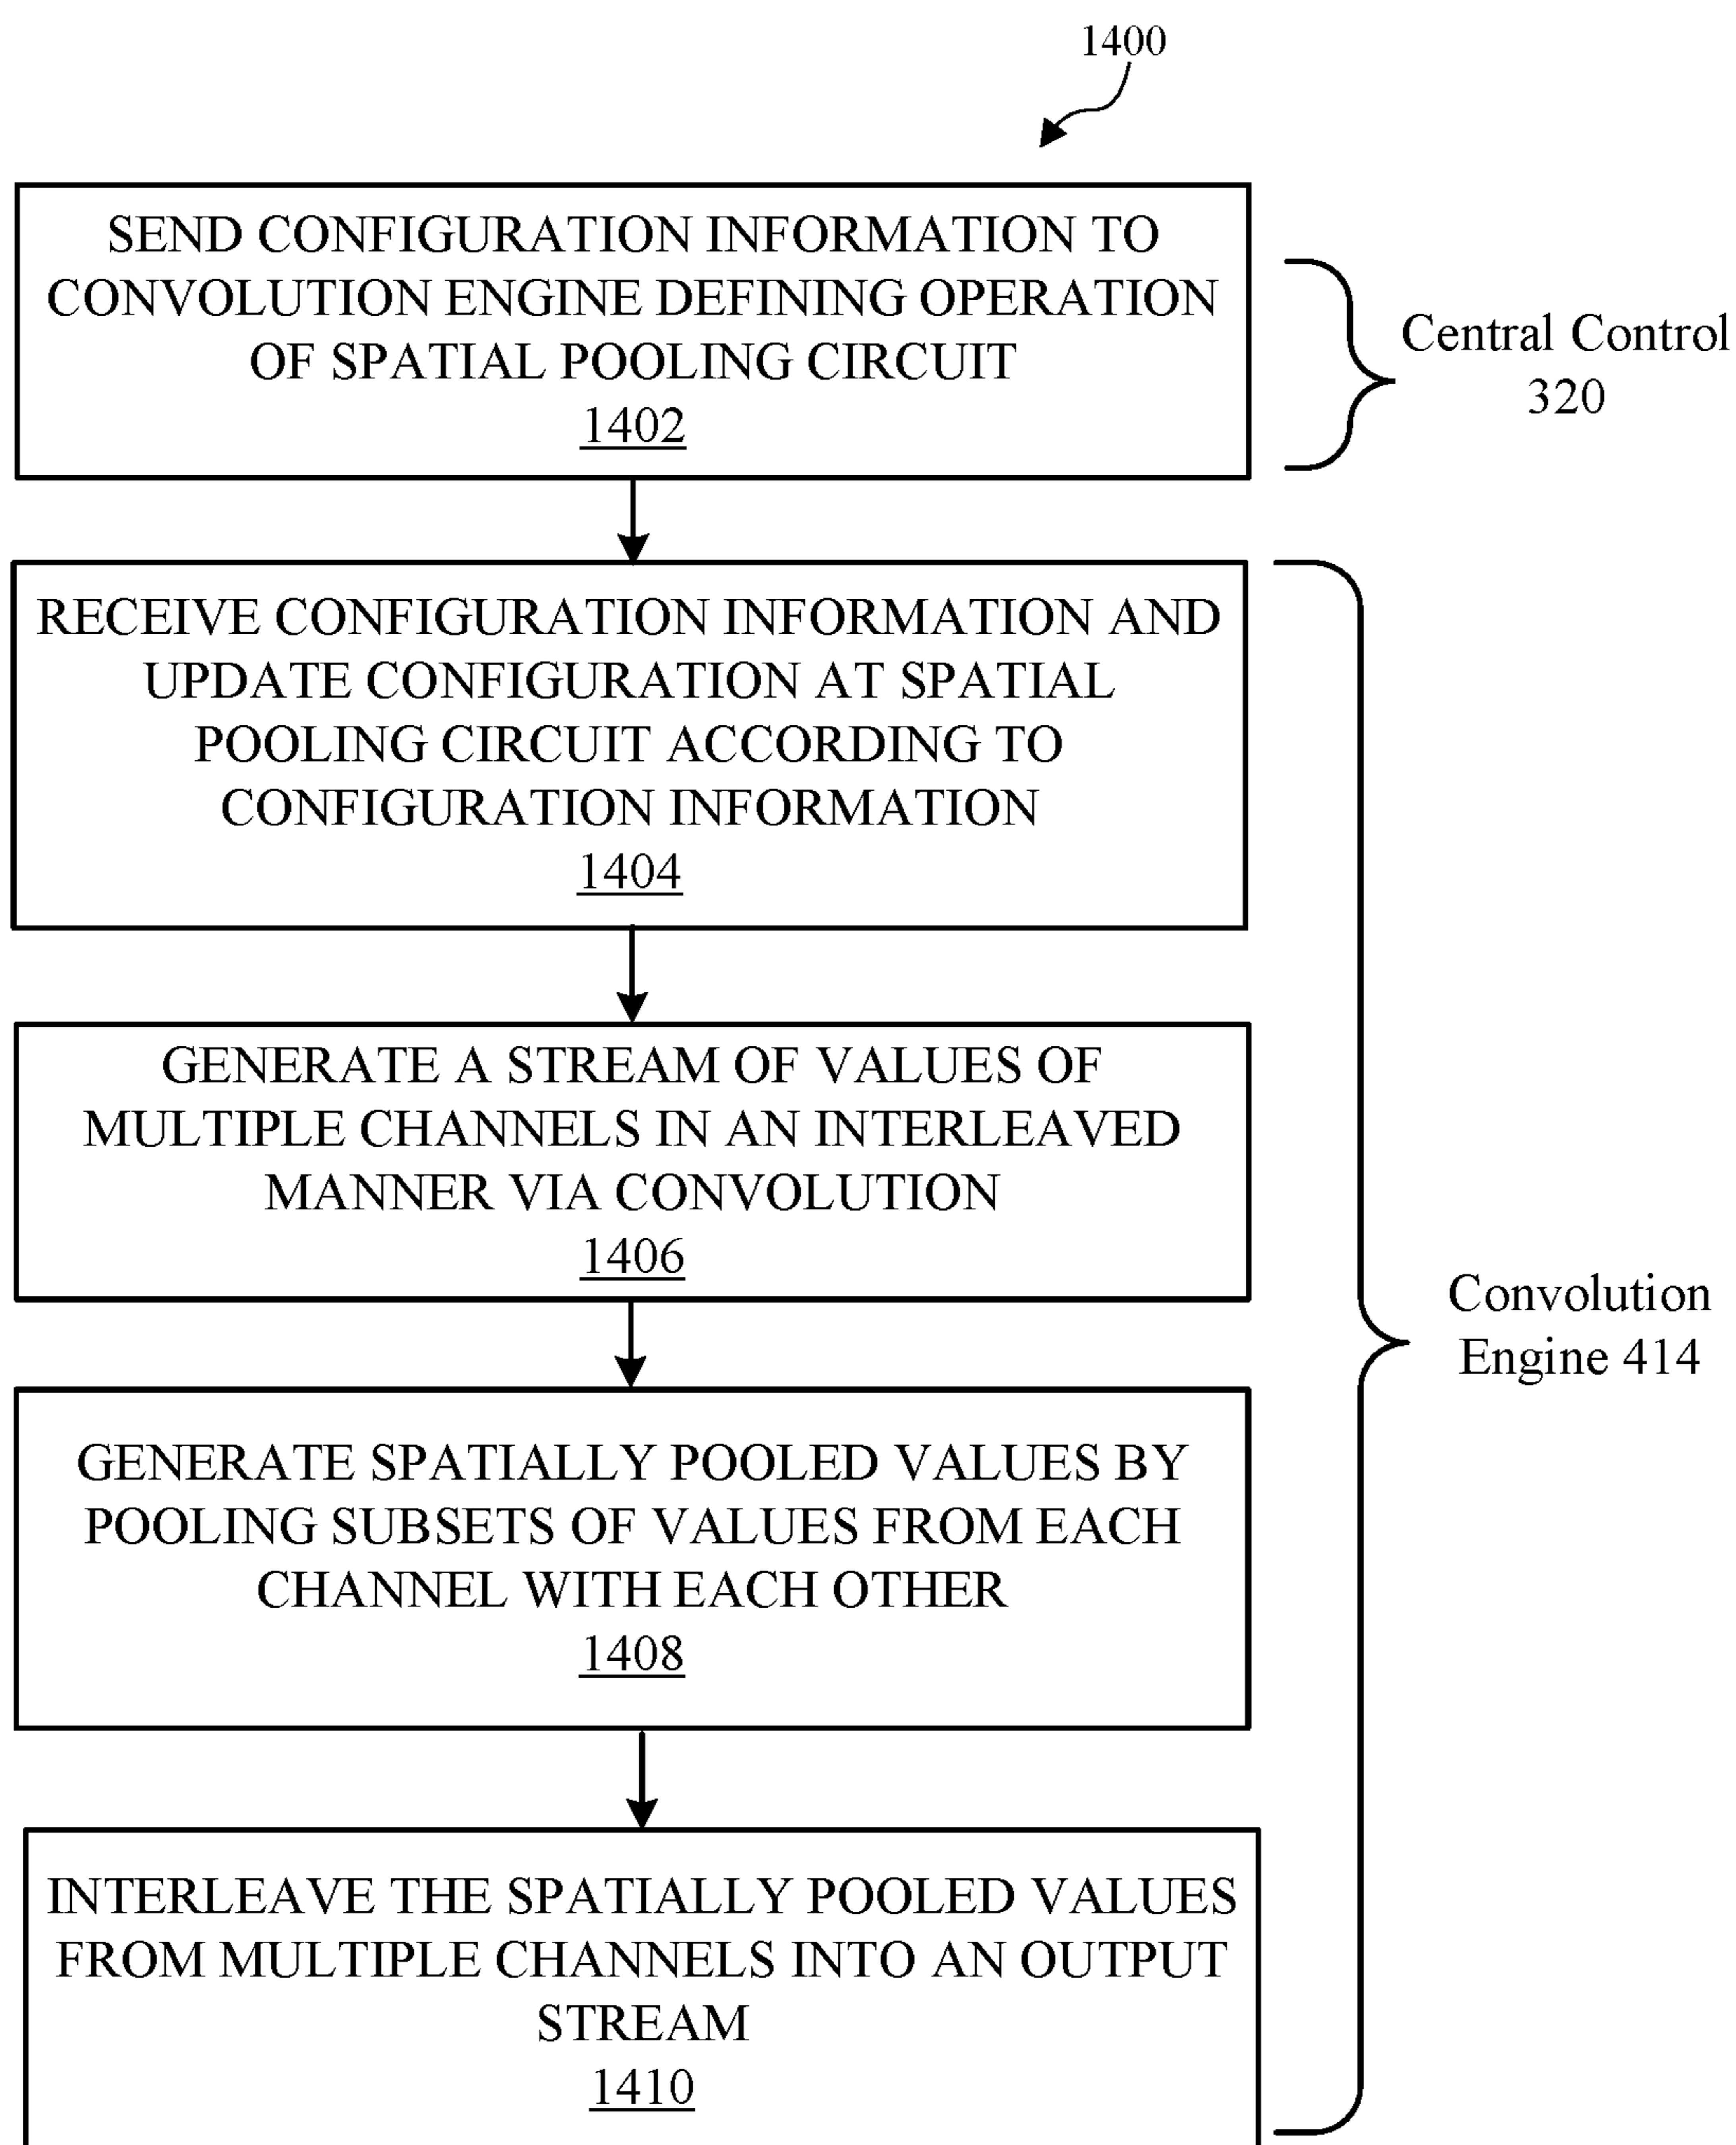 1400
SEND CONFIGURATION INFORMATION TO
CONVOLUTION ENGINE DEFINING OPERATION
OF SPATIAL POOLING CIRCUIT
1402
Central Control
320
RECEIVE CONFIGURATION INFORMATION AND
UPDATE CONFIGURATION AT SPATIAL
POOLING CIRCUIT ACCORDING TO
CONFIGURATION INFORMATION
1404
GENERATE A STREAM OF VALUES OF
MULTIPLE CHANNELS IN AN INTERLEAVED
MANNER VIA CONVOLUTION
1406
Convolution
Engine 414
GENERATE SPATIALLY POOLED VALUES BY
POOLING SUBSETS OF VALUES FROM EACH
CHANNEL WITH EACH OTHER
1408
INTERLEAVE THE SPATIALLY POOLED VALUES
FROM MULTIPLE CHANNELS INTO AN OUTPUT
STREAM
1410